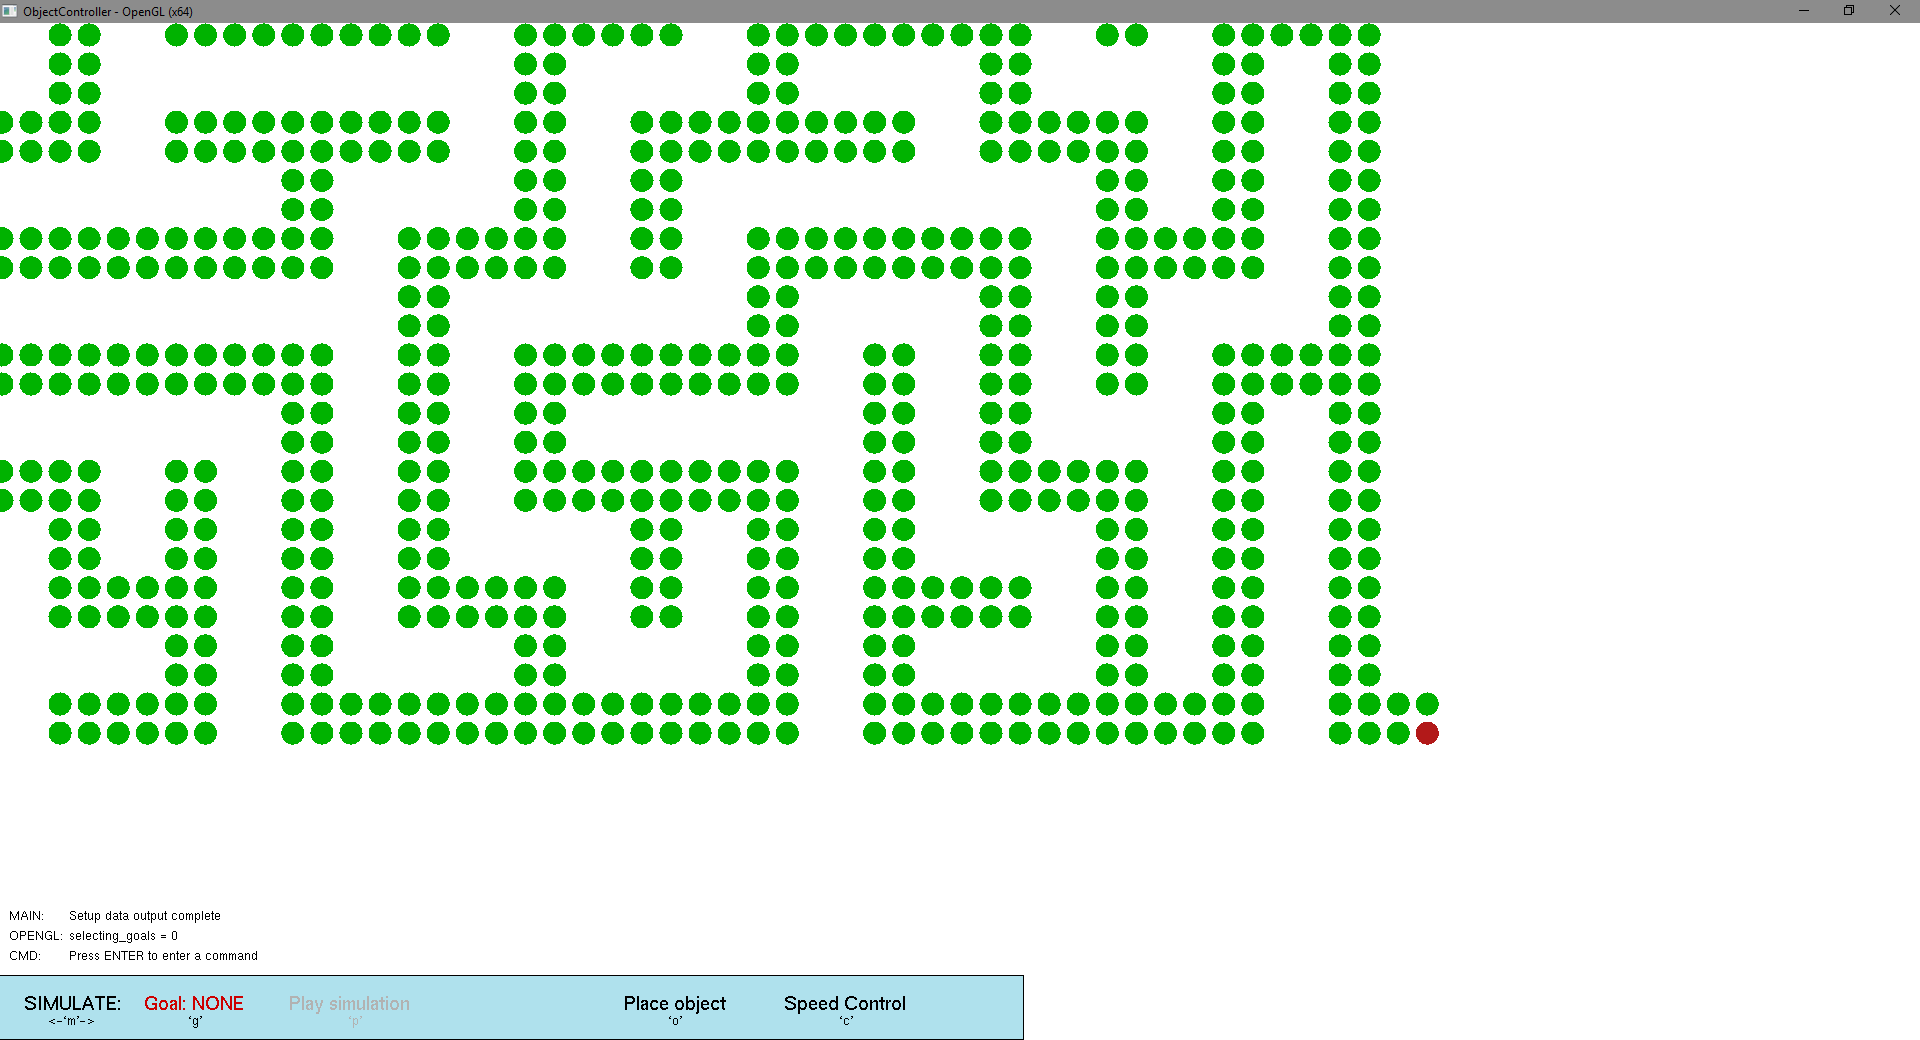 ObjectController - OpenGL (x64)
MAIN: Setup data output complete
OPENGL: selecting_goals = 0
CMD: Press ENTER to enter a command
SIMULATE: Goal: NONE Play simulation Place object Speed Control
<-'m'-> 'g' 'p' 'o' 'c'